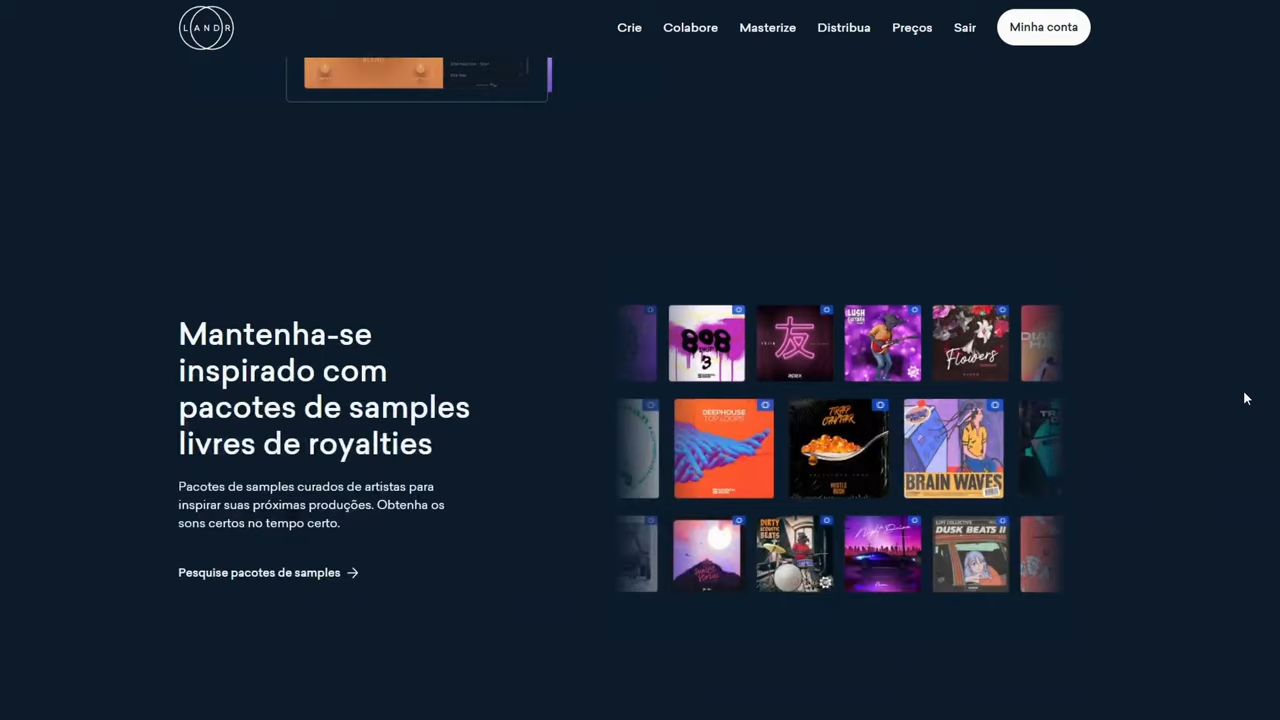 LANDR
Crie
Colabore
Masterize
Distribua
Preços
Sair
Minha conta
Mantenha-se
inspirado com
pacotes de samples
livres de royalties
Pacotes de samples curados de artistas para
inspirar suas próximas produções. Obtenha os
sons certos no tempo certo.
Pesquise pacotes de samples →
808
3
友
LUSH
Flowers
DEEPHOUSE
TOP LOOPS
TRAP
CAVIAR
BRAIN WAVES
DIRTY
ACOUSTIC
BEATS
DUSK BEATS II